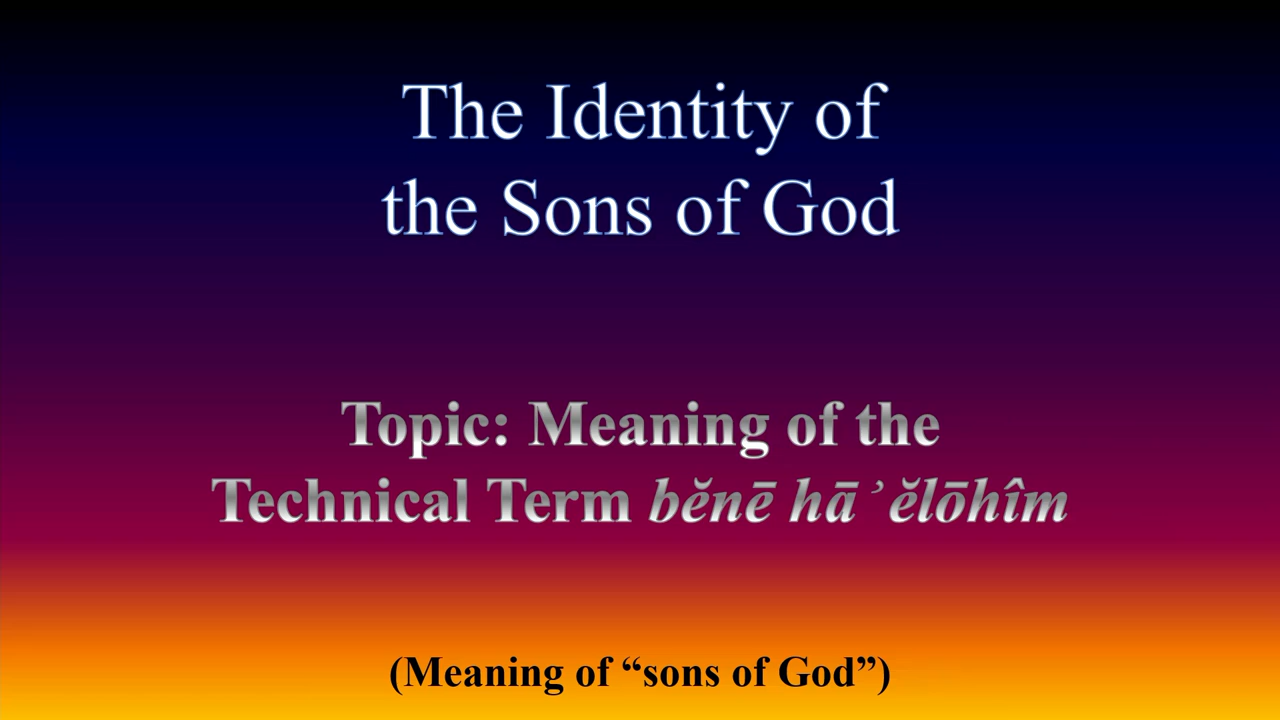 The Identity of
the Sons of God
Topic: Meaning of the
Technical Term bĕnē hāʾĕlōhîm
(Meaning of “sons of God”)